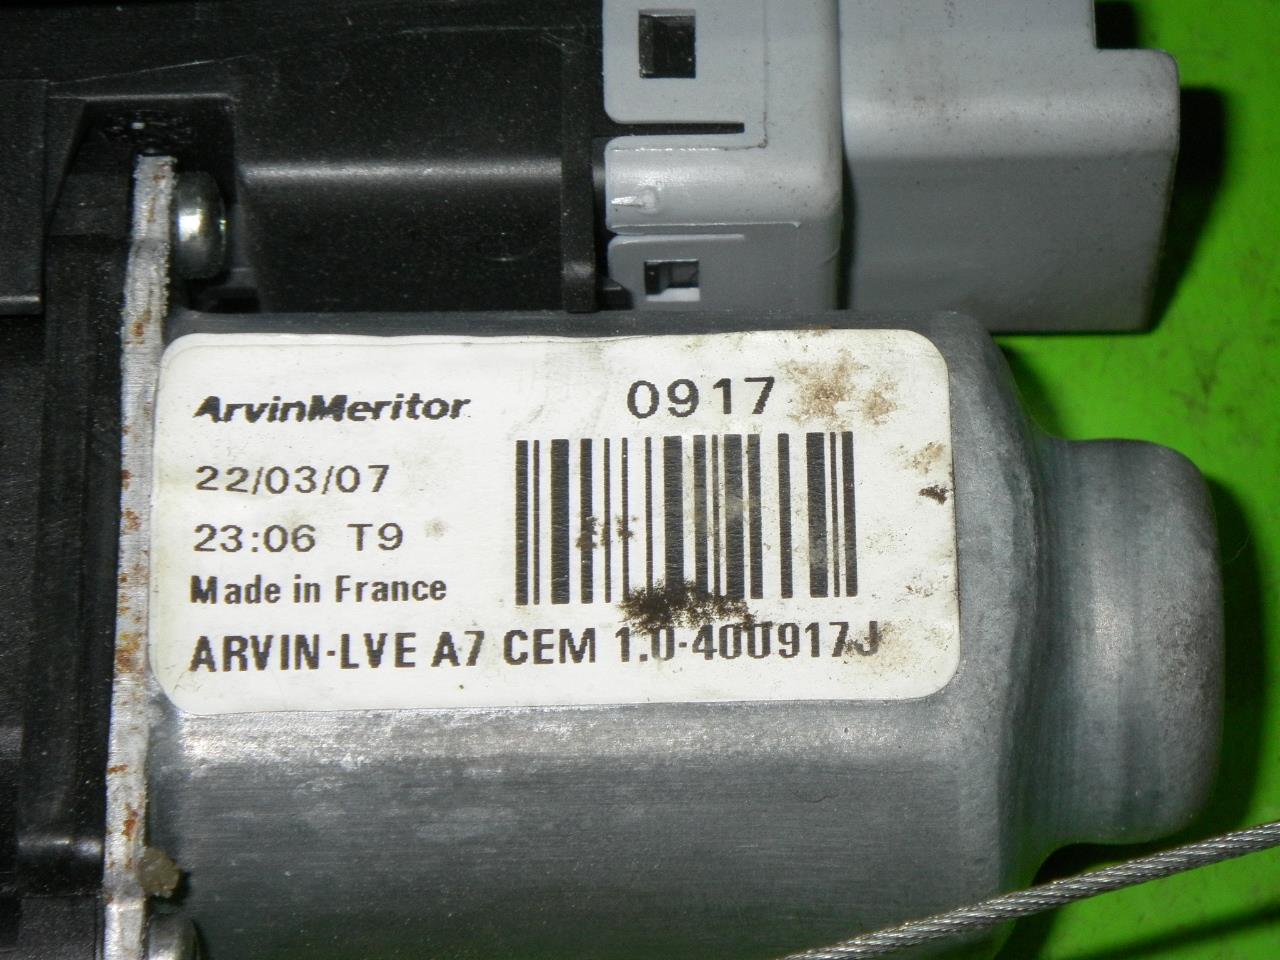 ArvinMeritor 0917
22/03/07
23:06 T9
Made in France
ARVIN-LVE A7 CEM 1.0-400917J